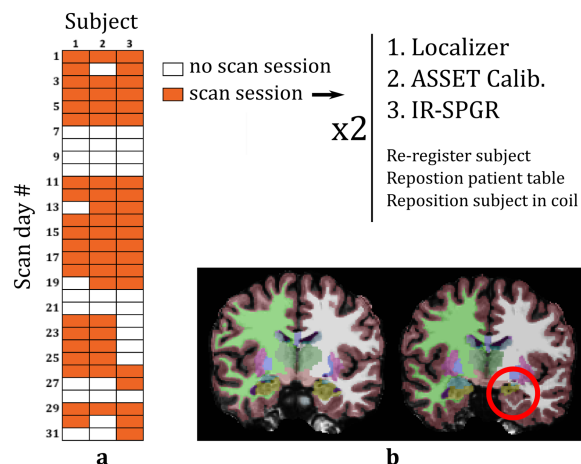 Subject
1 2 3
1
3
5
7
9
11
13
15
17
19
21
23
25
27
29
31
Scan day #
no scan session
scan session
x2
1. Localizer
2. ASSET Calib.
3. IR-SPGR
Re-register subject
Repostion patient table
Reposition subject in coil
a
b